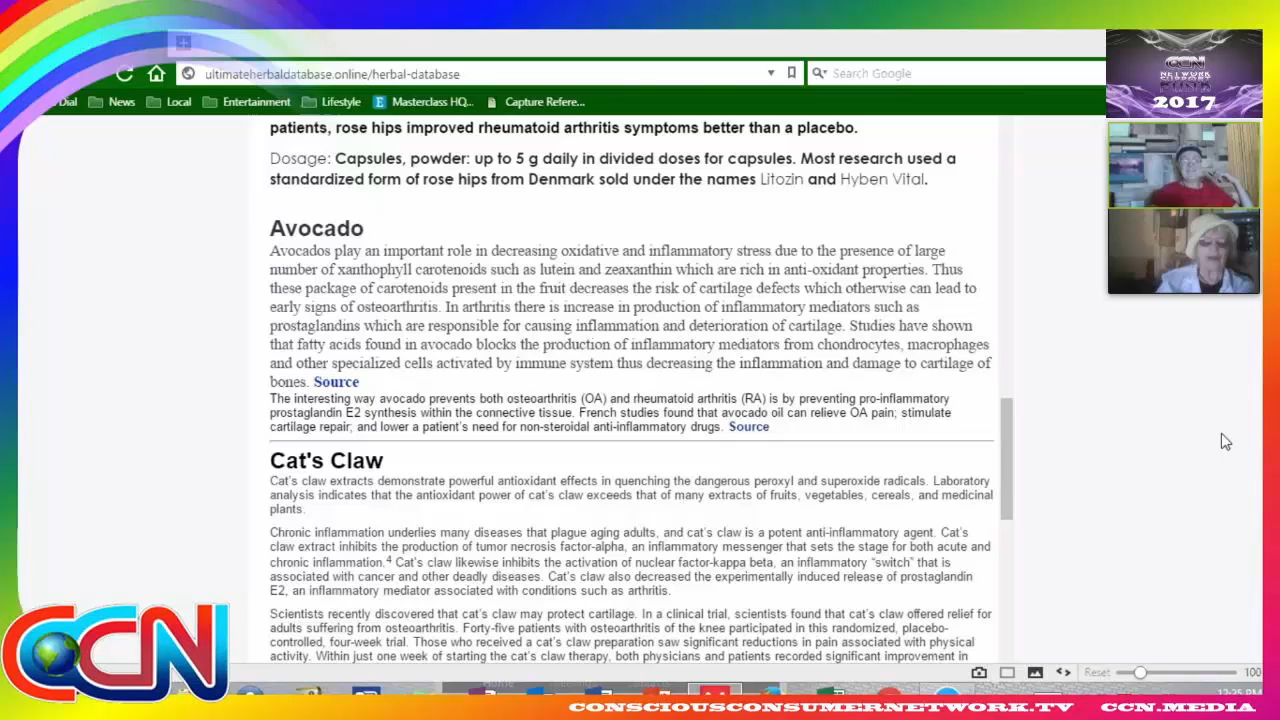 ultimateherbaldatabase.online/herbal-database
Search Google
Dial
News
Local
Entertainment
Lifestyle
Masterclass HQ...
Capture Refere...
CCN
NETWORK
SUPPORT
2017
patients, rose hips improved rheumatoid arthritis symptoms better than a placebo.
Dosage: Capsules, powder: up to 5 g daily in divided doses for capsules. Most research used a
standardized form of rose hips from Denmark sold under the names Litozin and Hyben Vital.
Avocado
Avocados play an important role in decreasing oxidative and inflammatory stress due to the presence of large
number of xanthophyll carotenoids such as lutein and zeaxanthin which are rich in anti-oxidant properties. Thus
these package of carotenoids present in the fruit decreases the risk of cartilage defects which otherwise can lead to
early signs of osteoarthritis. In arthritis there is increase in production of inflammatory mediators such as
prostaglandins which are responsible for causing inflammation and deterioration of cartilage. Studies have shown
that fatty acids found in avocado blocks the production of inflammatory mediators from chondrocytes, macrophages
and other specialized cells activated by immune system thus decreasing the inflammation and damage to cartilage of
bones. Source
The interesting way avocado prevents both osteoarthritis (OA) and rheumatoid arthritis (RA) is by preventing pro-inflammatory
prostaglandin E2 synthesis within the connective tissue. French studies found that avocado oil can relieve OA pain; stimulate
cartilage repair; and lower a patient's need for non-steroidal anti-inflammatory drugs. Source
Cat's Claw
Cat's claw extracts demonstrate powerful antioxidant effects in quenching the dangerous peroxyl and superoxide radicals. Laboratory
analysis indicates that the antioxidant power of cat's claw exceeds that of many extracts of fruits, vegetables, cereals, and medicinal
plants.
Chronic inflammation underlies many diseases that plague aging adults, and cat's claw is a potent anti-inflammatory agent. Cat's
claw extract inhibits the production of tumor necrosis factor-alpha, an inflammatory messenger that sets the stage for both acute and
chronic inflammation.4 Cat's claw likewise inhibits the activation of nuclear factor-kappa beta, an inflammatory “switch” that is
associated with cancer and other deadly diseases. Cat's claw also decreased the experimentally induced release of prostaglandin
E2, an inflammatory mediator associated with conditions such as arthritis.
Scientists recently discovered that cat's claw may protect cartilage. In a clinical trial, scientists found that cat's claw offered relief for
adults suffering from osteoarthritis. Forty-five patients with osteoarthritis of the knee participated in this randomized, placebo-
controlled, four-week trial. Those who received a cat's claw preparation saw significant reductions in pain associated with physical
activity. Within just one week of starting the cat's claw therapy, both physicians and patients recorded significant improvement in
Reset
100
12:25 PM
CCN
CONSCIOUSCONSUMERNETWORK.TV CCN.MEDIA